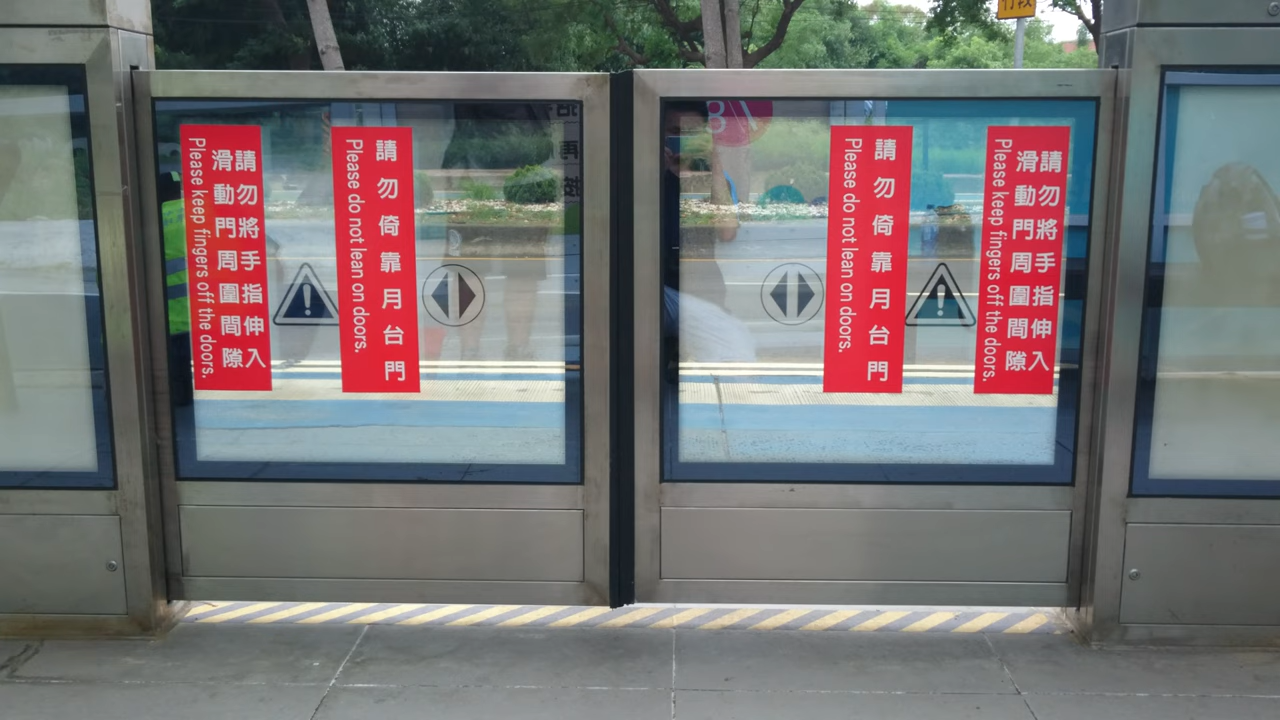 請勿將手指伸入
滑動門周圍間隙
Please keep fingers off the doors.
請勿倚靠月台門
Please do not lean on doors.
請勿倚靠月台門
Please do not lean on doors.
請勿將手指伸入
滑動門周圍間隙
Please keep fingers off the doors.